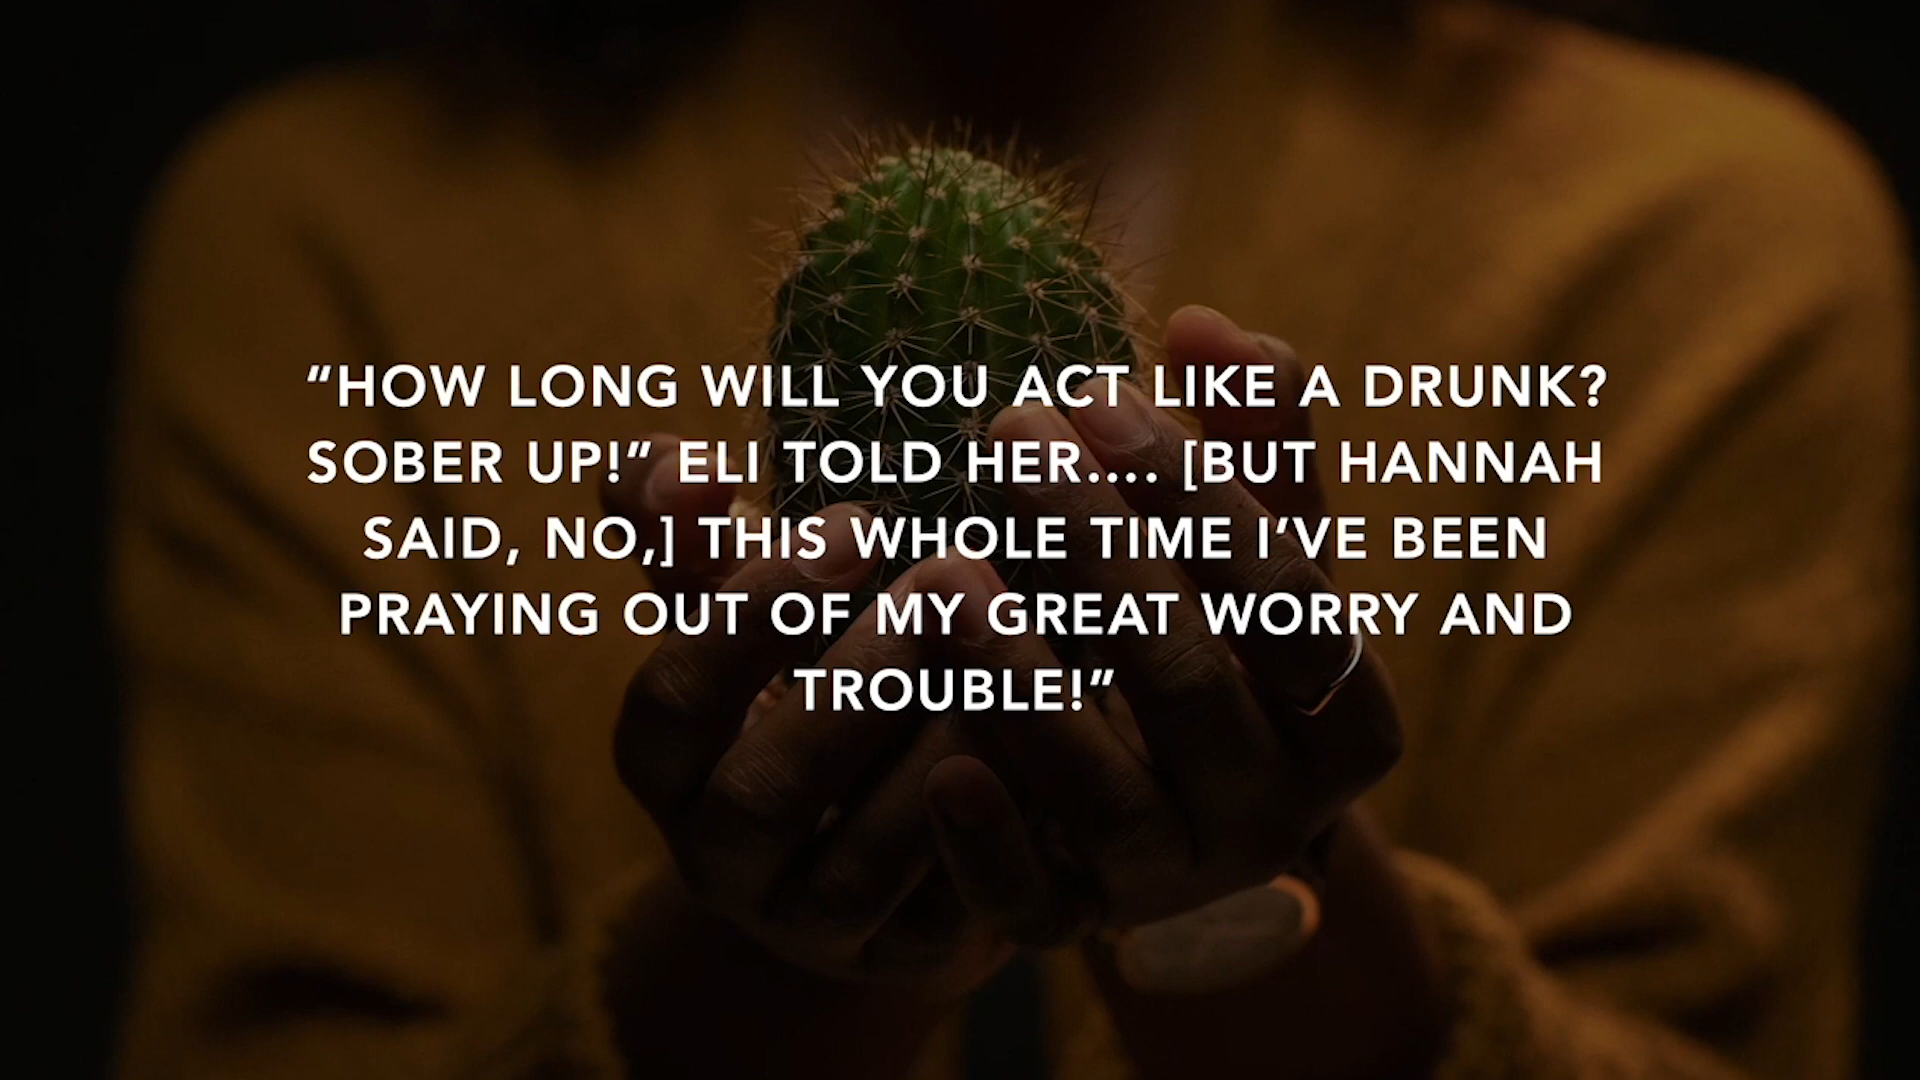 “HOW LONG WILL YOU ACT LIKE A DRUNK?
SOBER UP!” ELI TOLD HER.... [BUT HANNAH
SAID, NO,] THIS WHOLE TIME I’VE BEEN
PRAYING OUT OF MY GREAT WORRY AND
TROUBLE!”